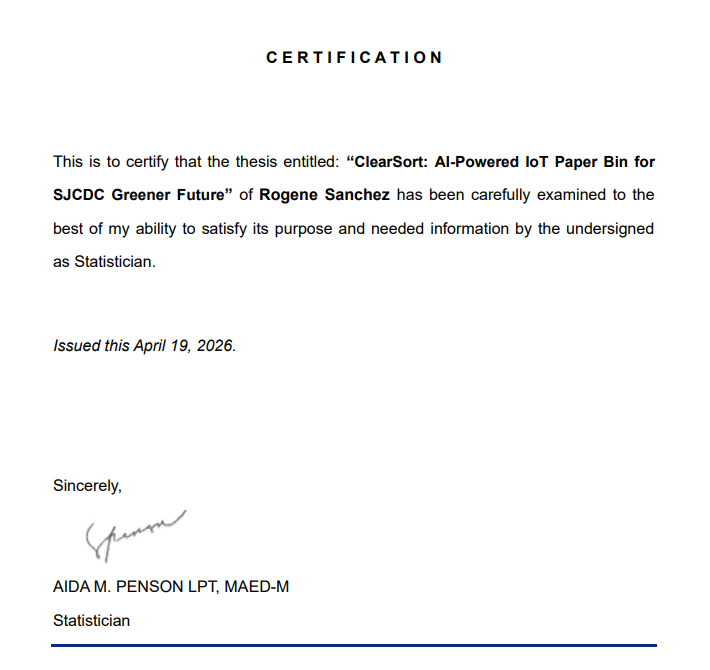 CERTIFICATION
This is to certify that the thesis entitled: “ClearSort: AI-Powered IoT Paper Bin for
SJCDC Greener Future” of Rogene Sanchez has been carefully examined to the
best of my ability to satisfy its purpose and needed information by the undersigned
as Statistician.
Issued this April 19, 2026.
Sincerely,
AIDA M. PENSON LPT, MAED-M
Statistician